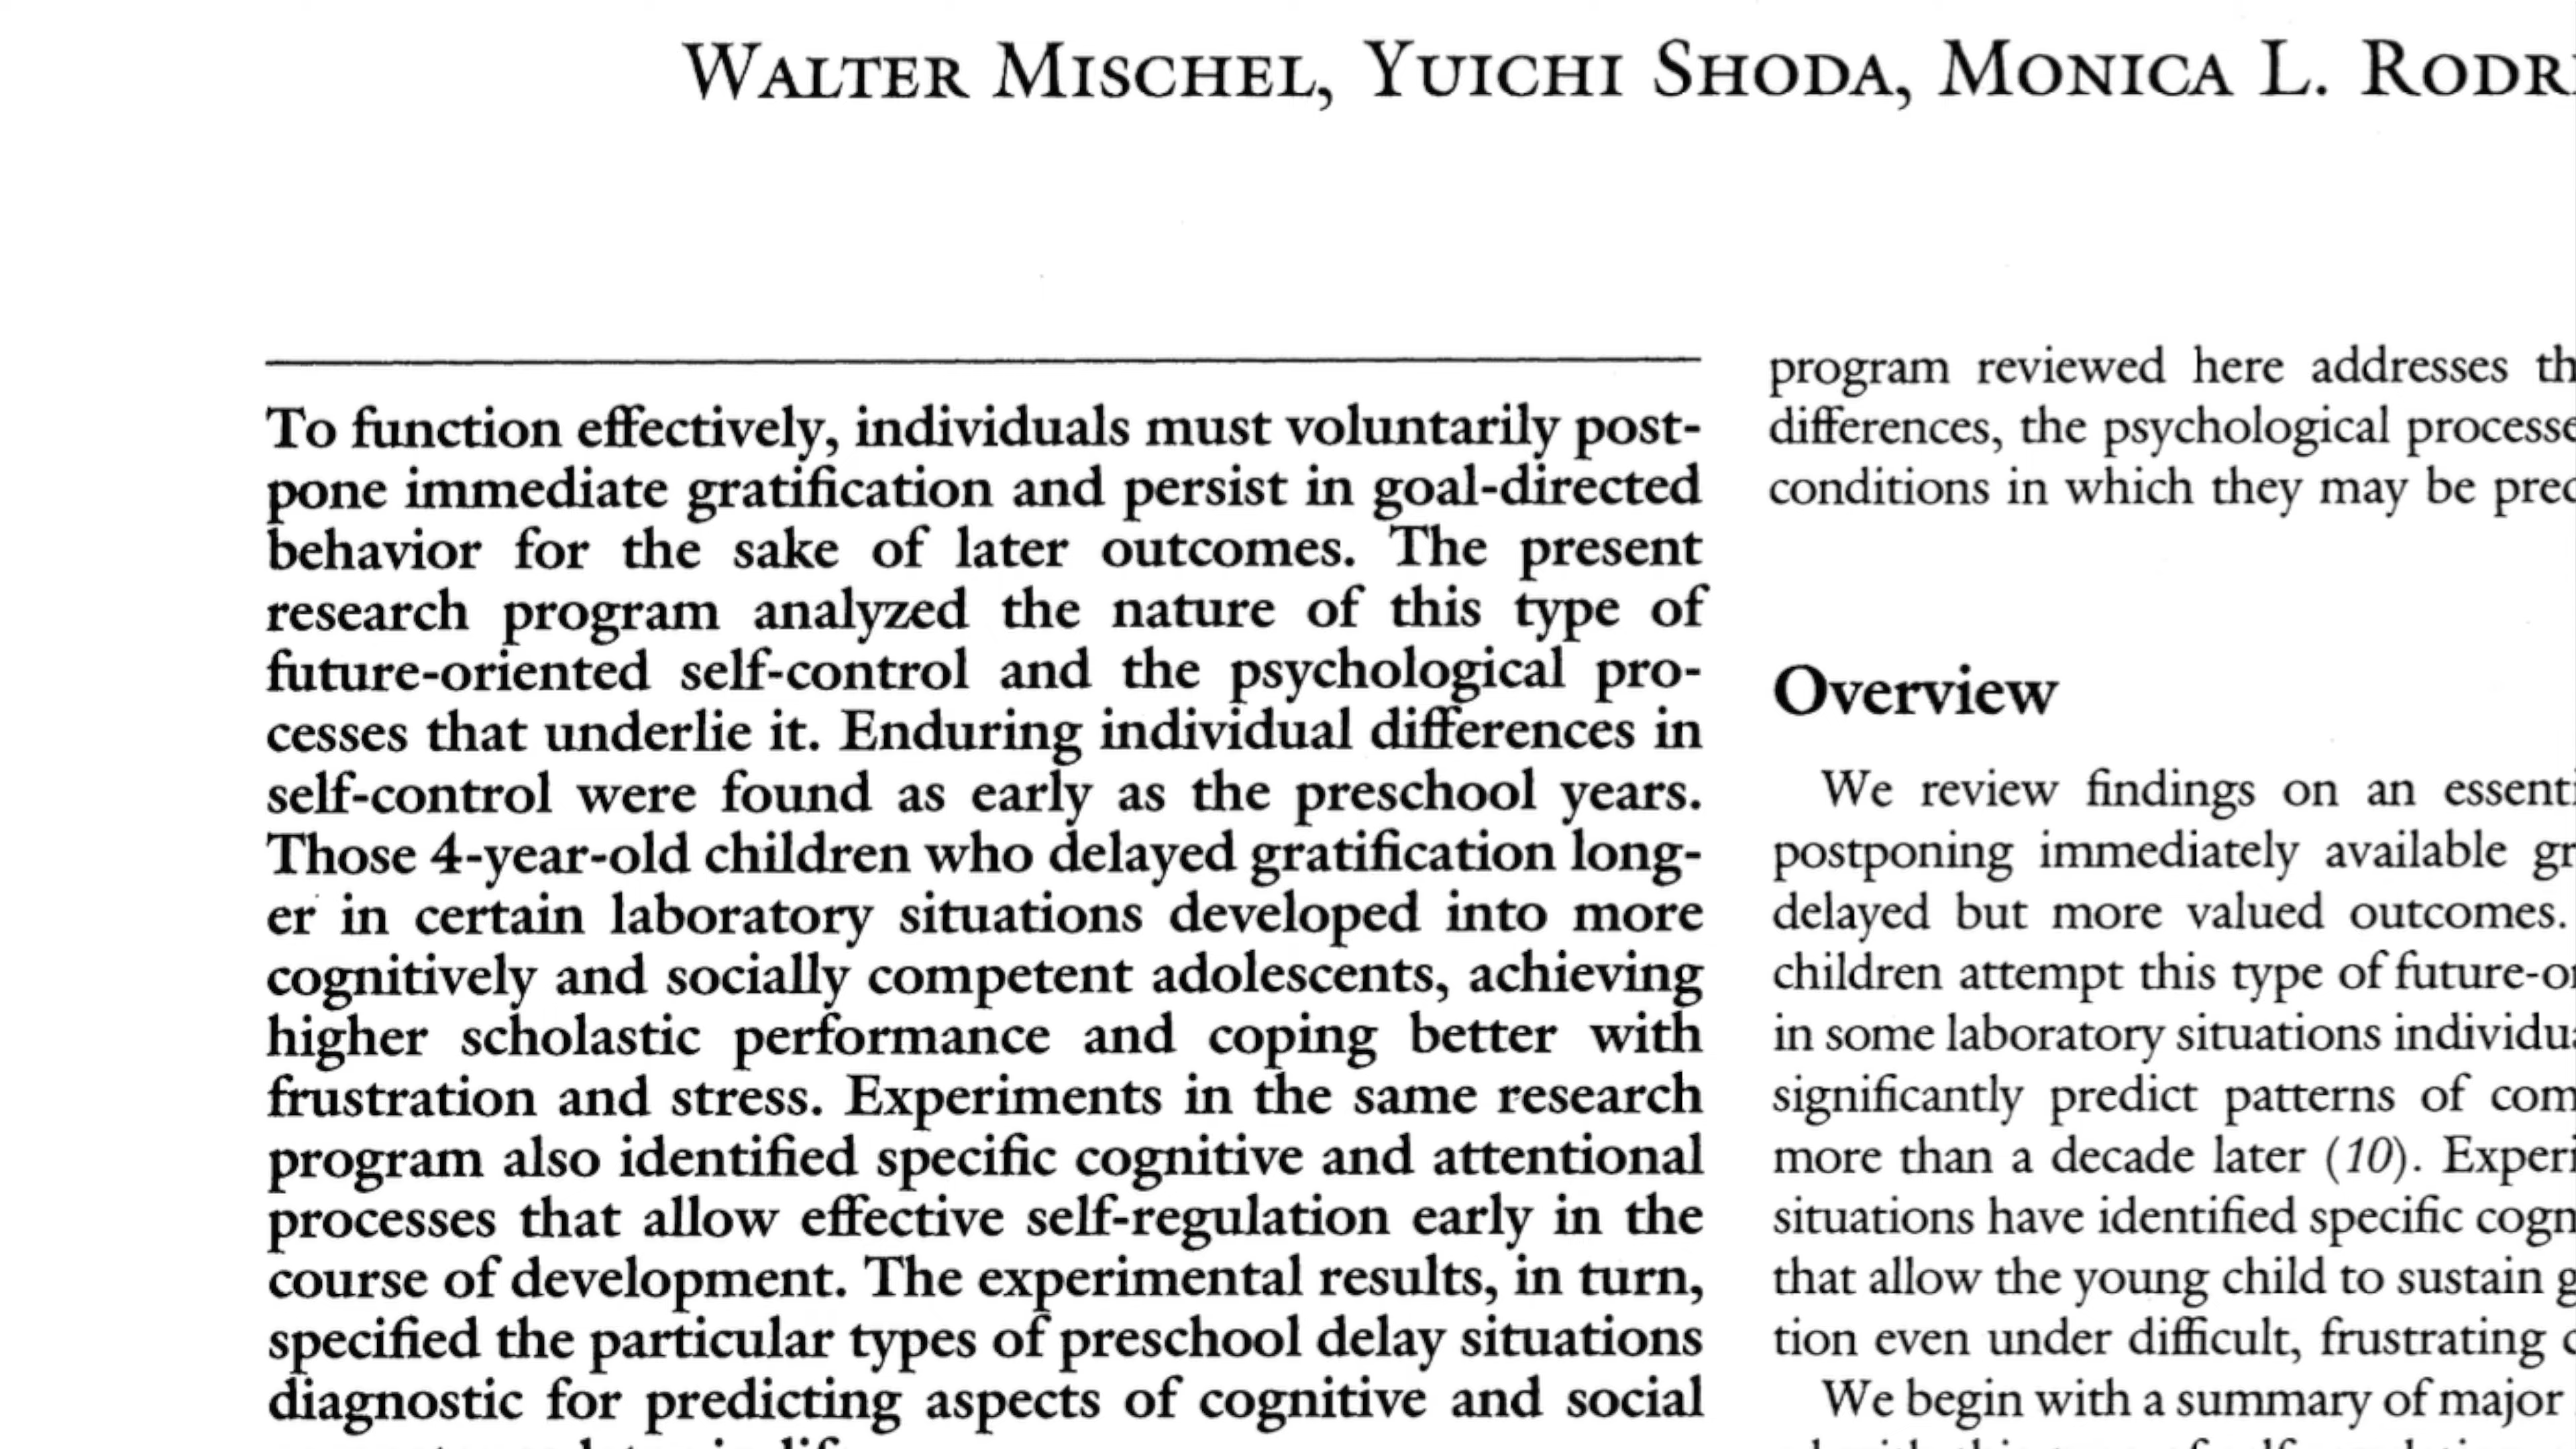 WALTER MISCHEL, YUICHI SHODA, MONICA L.
To function effectively, individuals must voluntarily post-
pone immediate gratification and persist in goal-directed
behavior for the sake of later outcomes. The present
research program analyzed the nature of this type of
future-oriented self-control and the psychological pro-
cesses that underlie it. Enduring individual differences in
self-control were found as early as the preschool years.
Those 4-year-old children who delayed gratification long-
er in certain laboratory situations developed into more
cognitively and socially competent adolescents, achieving
higher scholastic performance and coping better with
frustration and stress. Experiments in the same research
program also identified specific cognitive and attentional
processes that allow effective self-regulation early in the
course of development. The experimental results, in turn,
specified the particular types of preschool delay situations
diagnostic for predicting aspects of cognitive and social
program reviewed here addresses
differences, the psychological
conditions in which they may be
Overview
We review findings on an
postponing immediately available
delayed but more valued outcomes.
children attempt this type of
in some laboratory situations
significantly predict patterns of
more than a decade later (10).
situations have identified specific
that allow the young child to sustain
tion even under difficult, frustrating
We begin with a summary of major